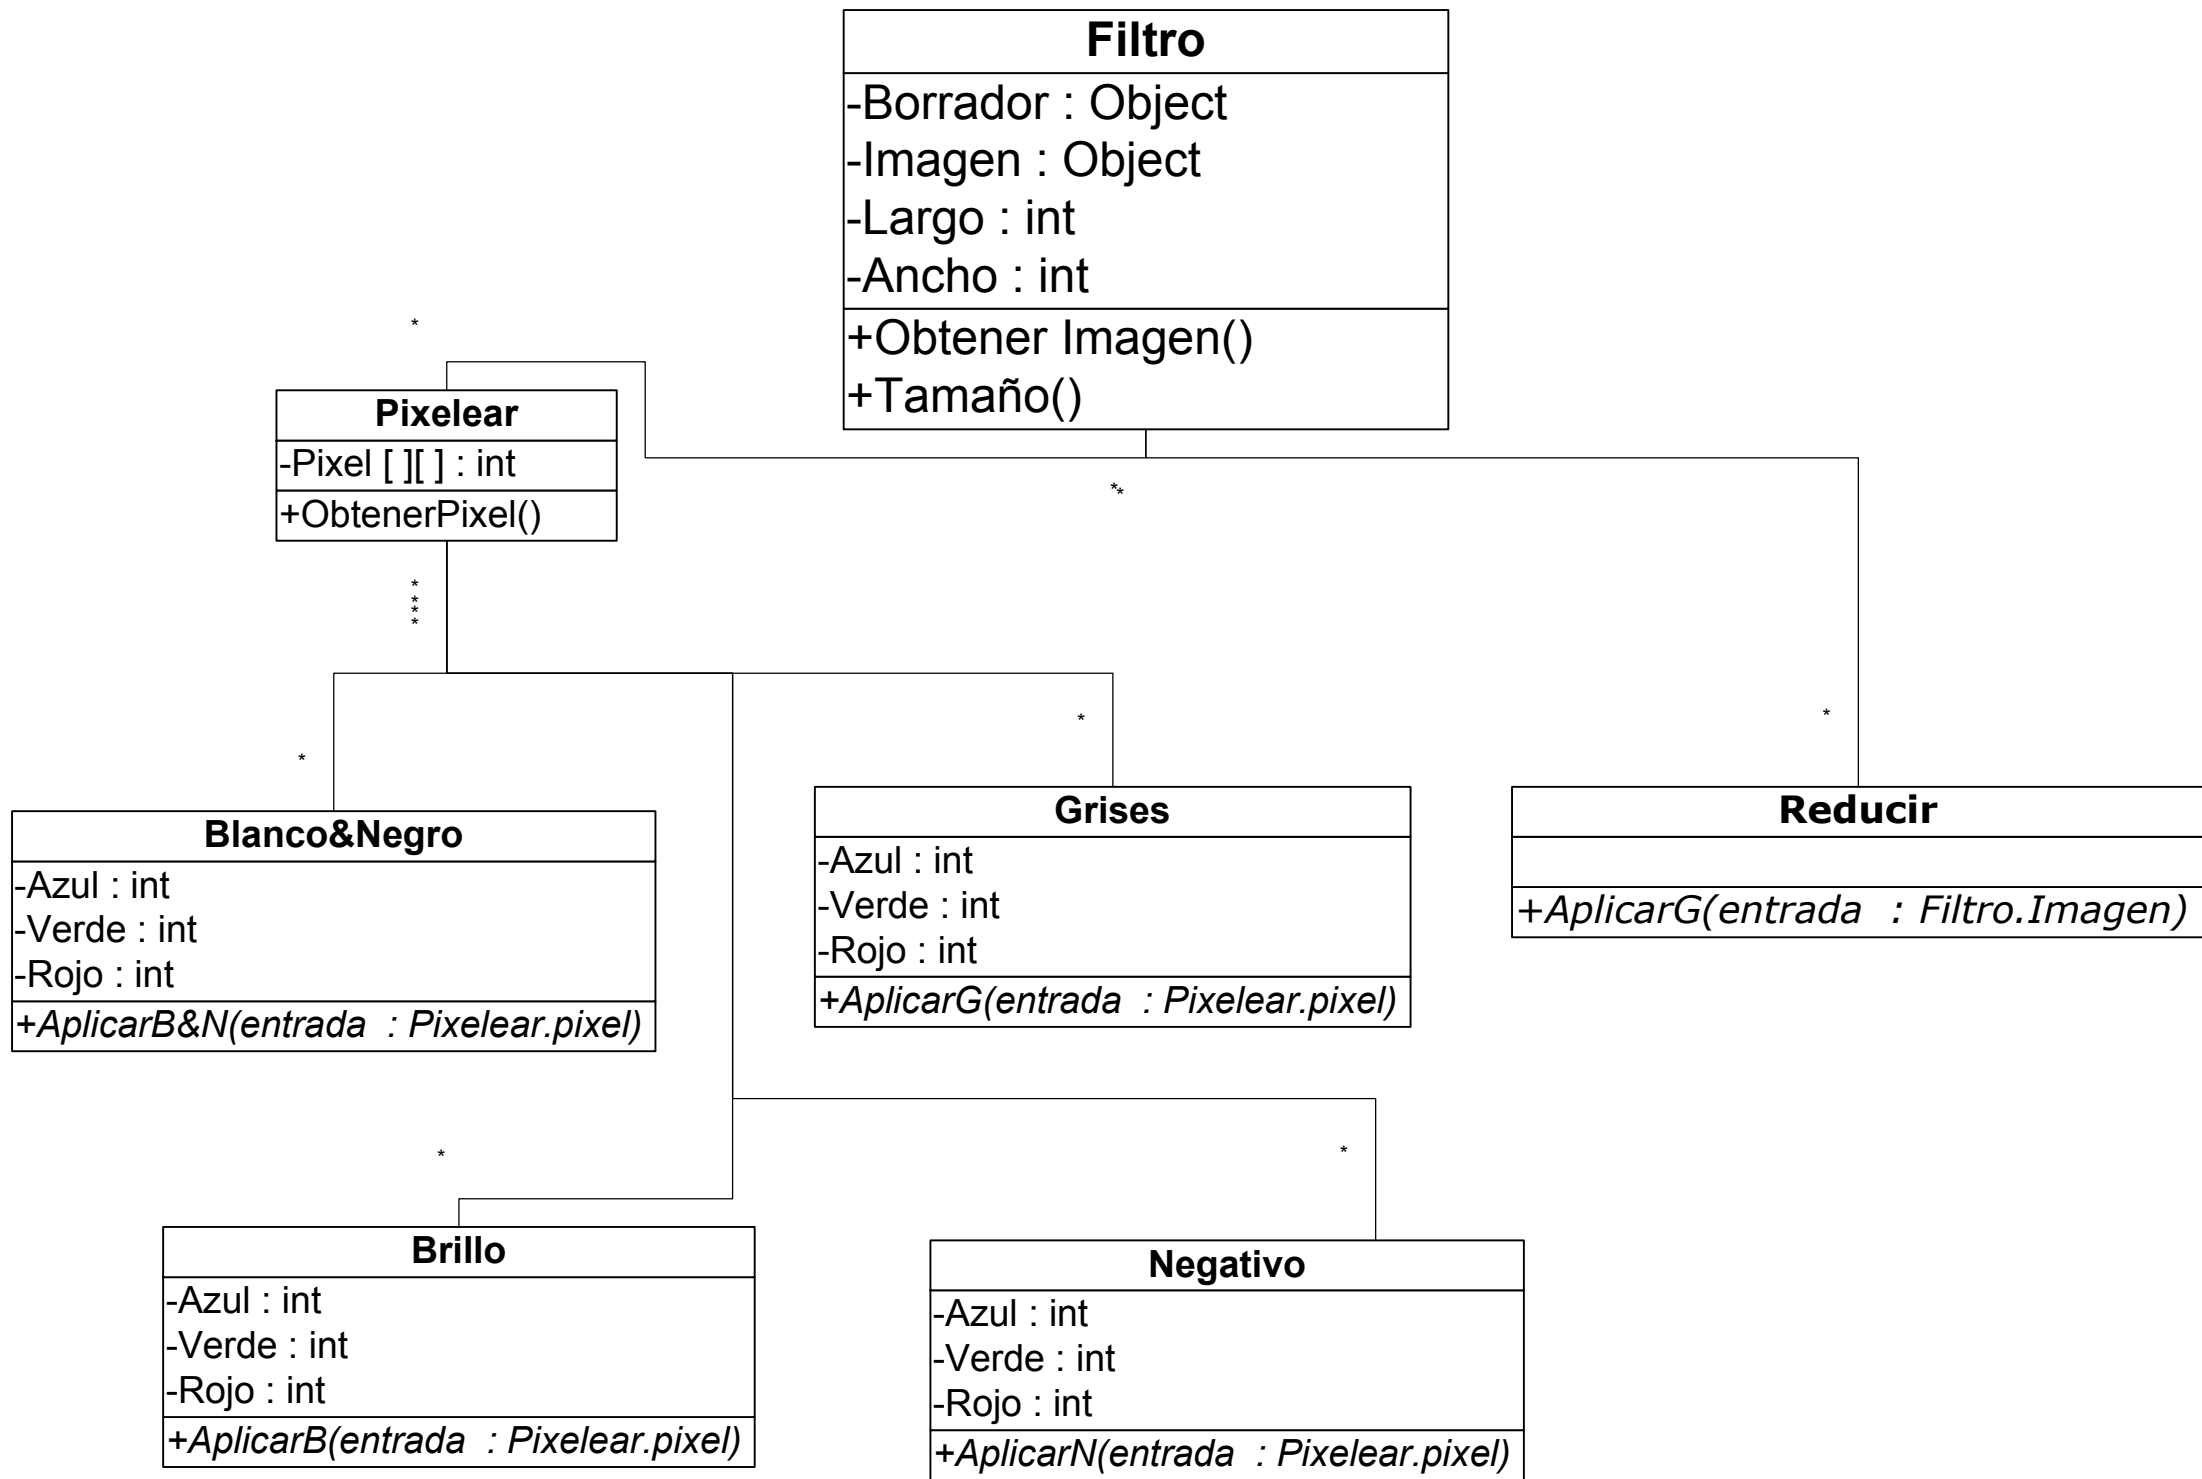 Filtro
-Borrador : Object
-Imagen : Object
-Largo : int
-Ancho : int
+Obtener Imagen()
+Tamaño()
*
Pixelear
-Pixel [ ][ ] : int
+ObtenerPixel()
*
*
*
*
*
*
*
*
*
*
Blanco&Negro
-Azul : int
-Verde : int
-Rojo : int
+AplicarB&N(entrada : Pixelear.pixel)
Grises
-Azul : int
-Verde : int
-Rojo : int
+AplicarG(entrada : Pixelear.pixel)
Reducir
+AplicarG(entrada : Filtro.Imagen)
*
*
Brillo
-Azul : int
-Verde : int
-Rojo : int
+AplicarB(entrada : Pixelear.pixel)
Negativo
-Azul : int
-Verde : int
-Rojo : int
+AplicarN(entrada : Pixelear.pixel)